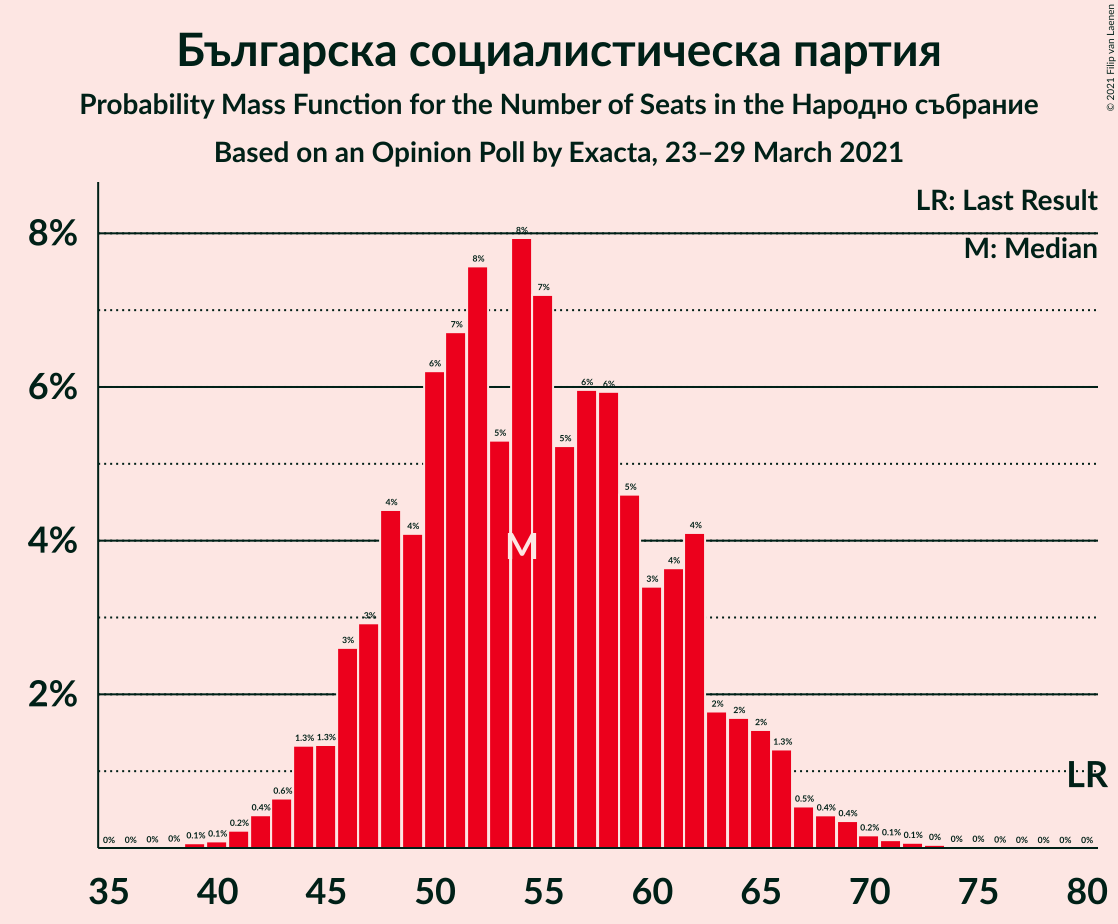 Българска социалистическа партия
Probability Mass Function for the Number of Seats in the Народно събрание
Based on an Opinion Poll by Exacta, 23–29 March 2021
© 2021 Filip van Laenen
LR: Last Result
M: Median
8%
6%
4%
2%
0% 0% 0% 0% 0.1% 0.1% 0.2% 0.4% 0.6% 1.3% 1.3% 3% 3% 4% 4% 6% 7% 8% 5% 8% 7% 5% 6% 6% 5% 3% 4% 4% 2% 2% 2% 1.3% 0.5% 0.4% 0.4% 0.2% 0.1% 0.1% 0% 0% 0% 0% 0% 0% 0% 0%
M
LR
35 40 45 50 55 60 65 70 75 80